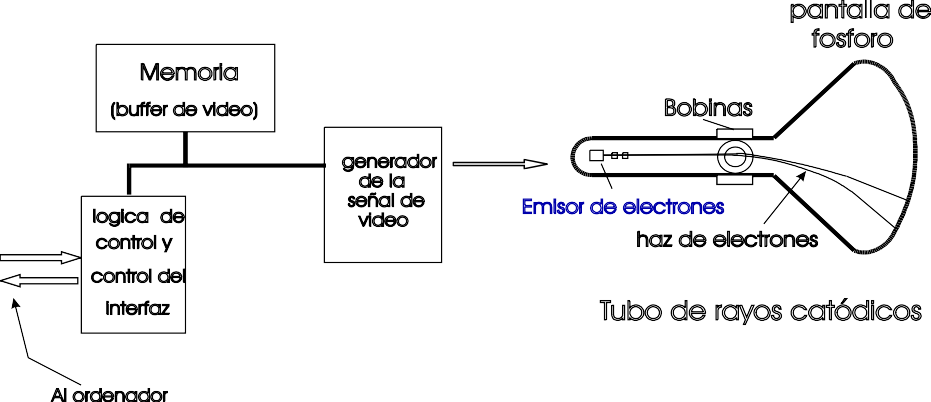 pantalla de
fosforo
Memoria
(buffer de video)
Bobinas
generador
de la
señal de
video
Emisor de electrones
logica de
control y
control del
interfaz
haz de electrones
Tubo de rayos catódicos
Al ordenador